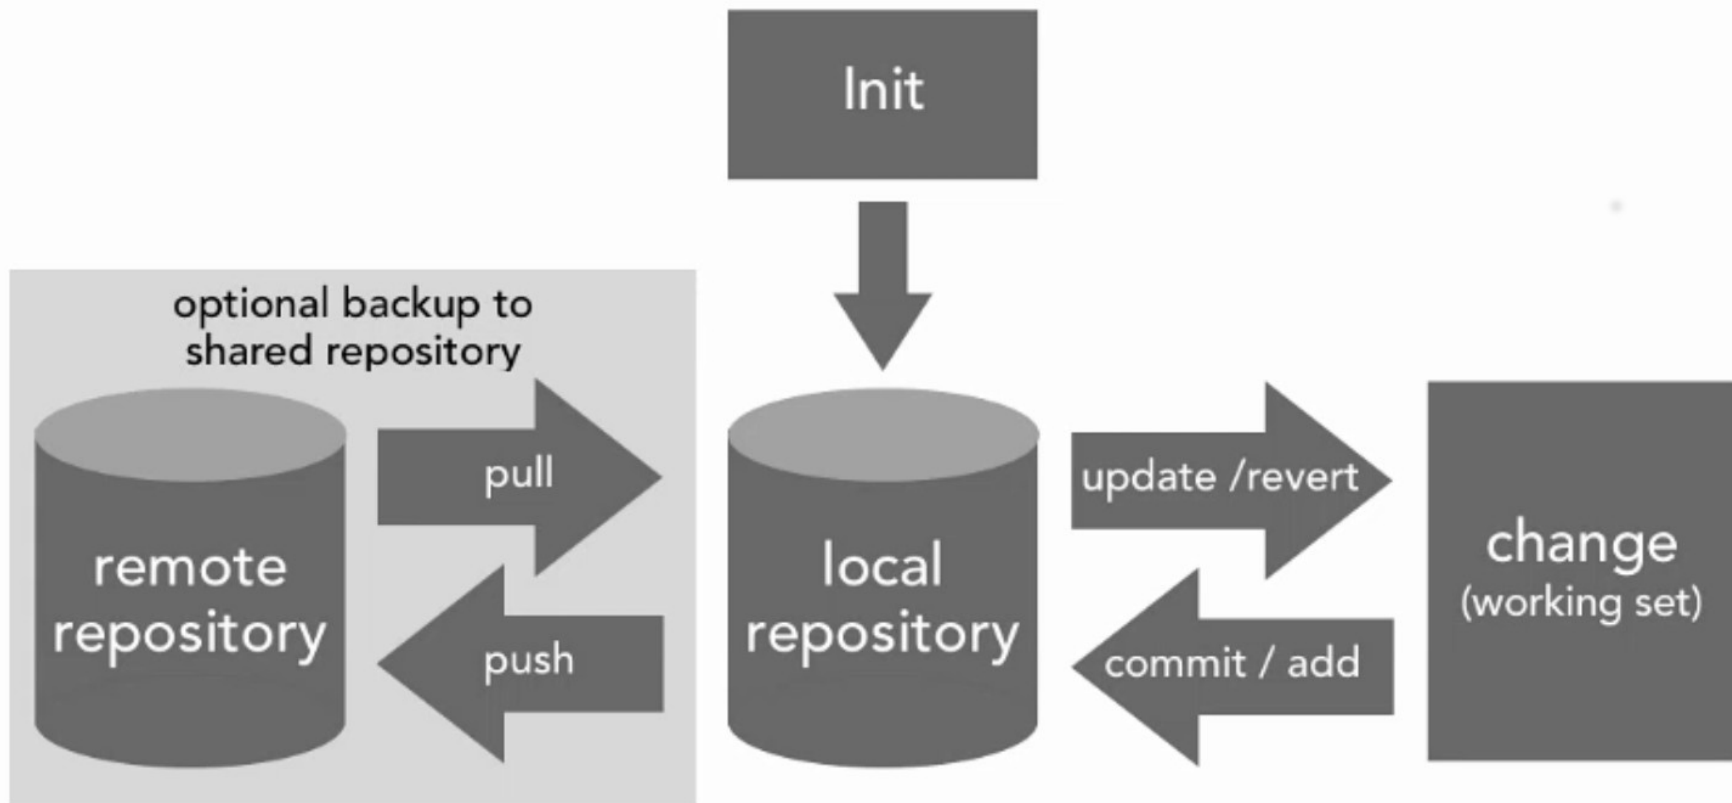 Init
optional backup to
shared repository
pull
push
remote
repository
local
repository
update /revert
commit / add
change
(working set)